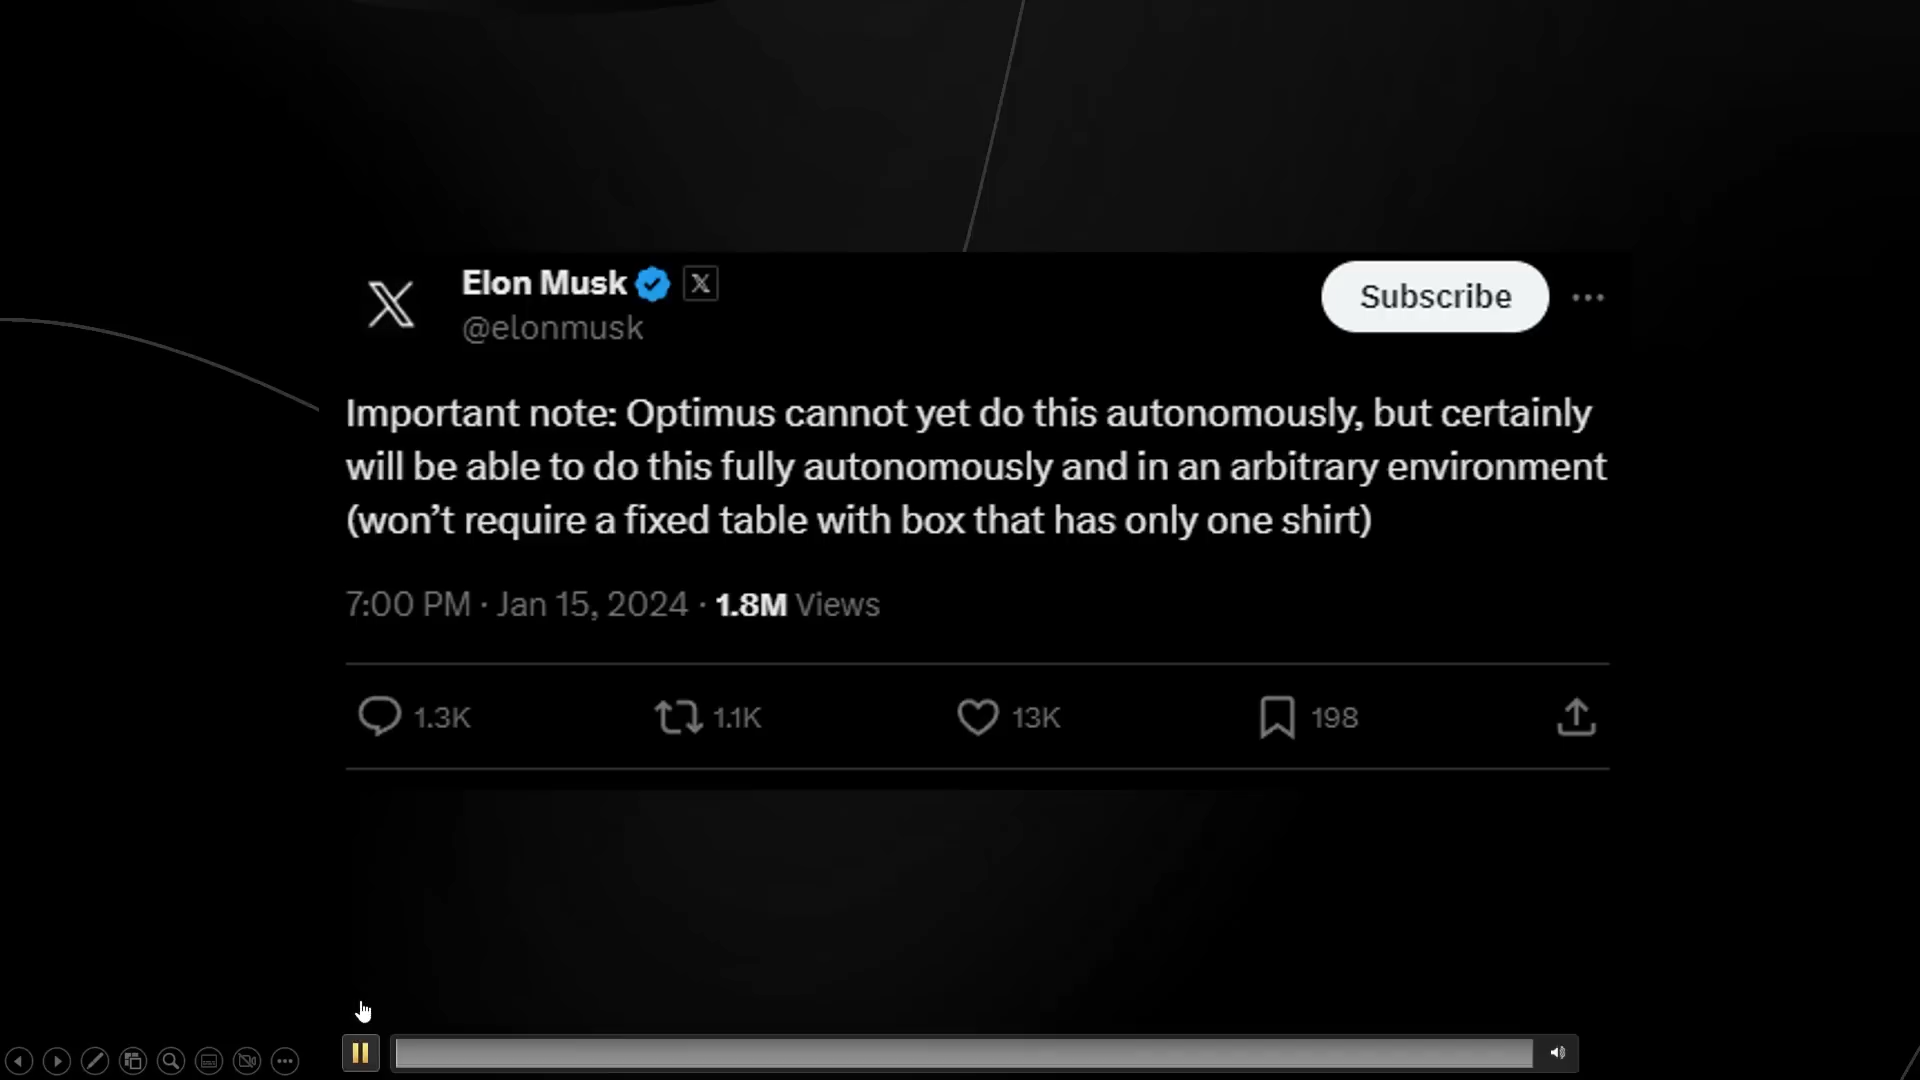 Elon Musk
@elonmusk
Subscribe
Important note: Optimus cannot yet do this autonomously, but certainly
will be able to do this fully autonomously and in an arbitrary environment
(won’t require a fixed table with box that has only one shirt)
7:00 PM · Jan 15, 2024 · 1.8M Views
1.3K
1.1K
13K
198